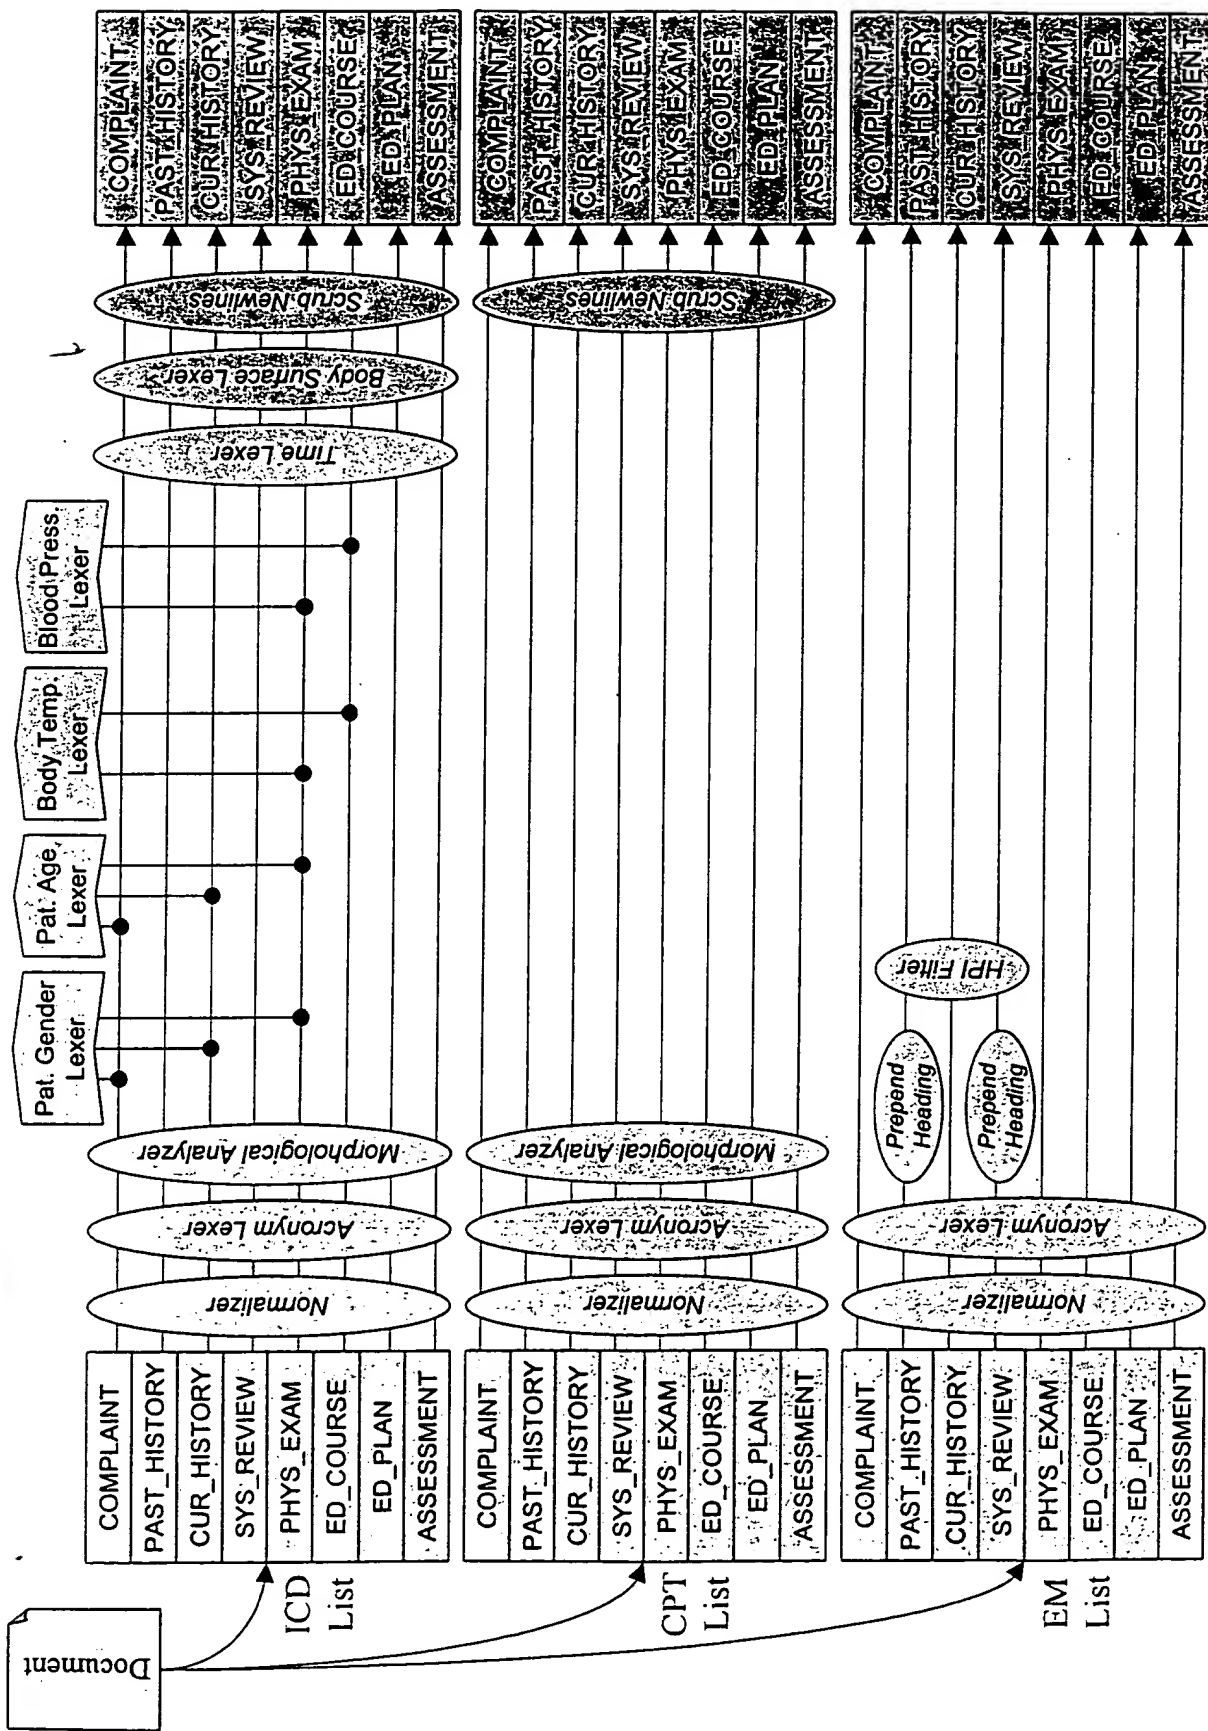 Document
ICD
List
CPT
List
EM
List
COMPLAINT
PAST_HISTORY
CUR_HISTORY
SYS_REVIEW
PHYS_EXAM
ED_COURSE
ED_PLAN
ASSESSMENT
Normalizer
Acronym Lexer
Morphological Analyzer
Pat. Gender
Lexer
Pat. Age
Lexer
Body Temp.
Lexer
Blood Press.
Lexer
Time Lexer
Body Surface Lexer
Scrub Newlines
COMPLAINT
PAST_HISTORY
CUR_HISTORY
SYS_REVIEW
PHYS_EXAM
ED_COURSE
ED_PLAN
ASSESSMENT
COMPLAINT
PAST_HISTORY
CUR_HISTORY
SYS_REVIEW
PHYS_EXAM
ED_COURSE
ED_PLAN
ASSESSMENT
Normalizer
Acronym Lexer
Morphological Analyzer
Scrub Newlines
COMPLAINT
PAST_HISTORY
CUR_HISTORY
SYS_REVIEW
PHYS_EXAM
ED_COURSE
ED_PLAN
ASSESSMENT
COMPLAINT
PAST_HISTORY
CUR_HISTORY
SYS_REVIEW
PHYS_EXAM
ED_COURSE
ED_PLAN
ASSESSMENT
Normalizer
Acronym Lexer
Prepend
Heading
Prepend
Heading
HPI Filter
COMPLAINT
PAST_HISTORY
CUR_HISTORY
SYS_REVIEW
PHYS_EXAM
ED_COURSE
ED_PLAN
ASSESSMENT